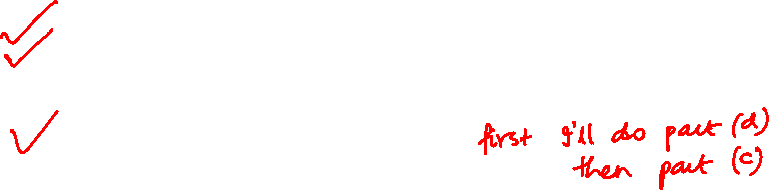 first I'll do part (d)
then part (c)